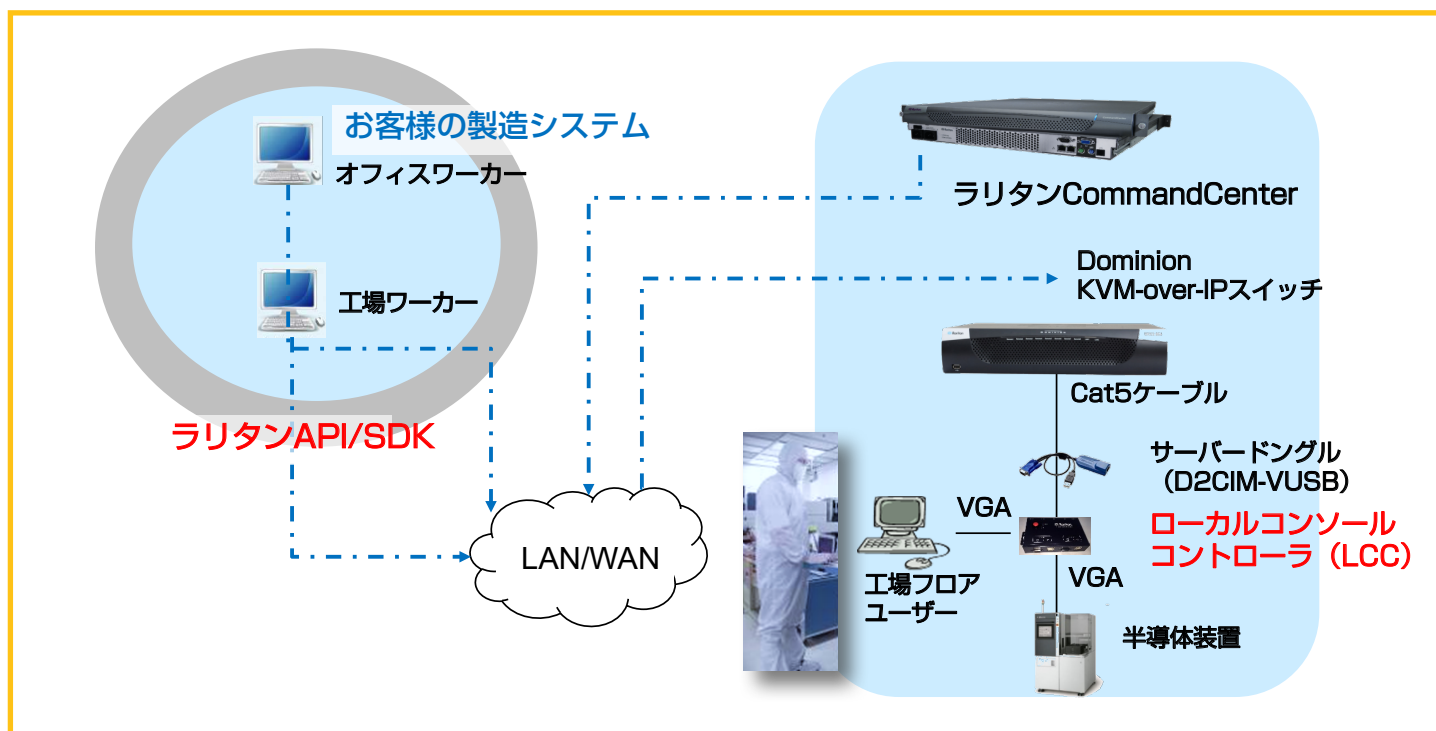 お客様の製造システム
オフィスワーカー
工場ワーカー
ラリタンAPI/SDK
LAN/WAN
ラリタンCommandCenter
Dominion
KVM-over-IPスイッチ
Cat5ケーブル
サーバードングル
（D2CIM-VUSB）
VGA
ローカルコンソール
コントローラ（LCC）
VGA
工場フロア
ユーザー
半導体装置